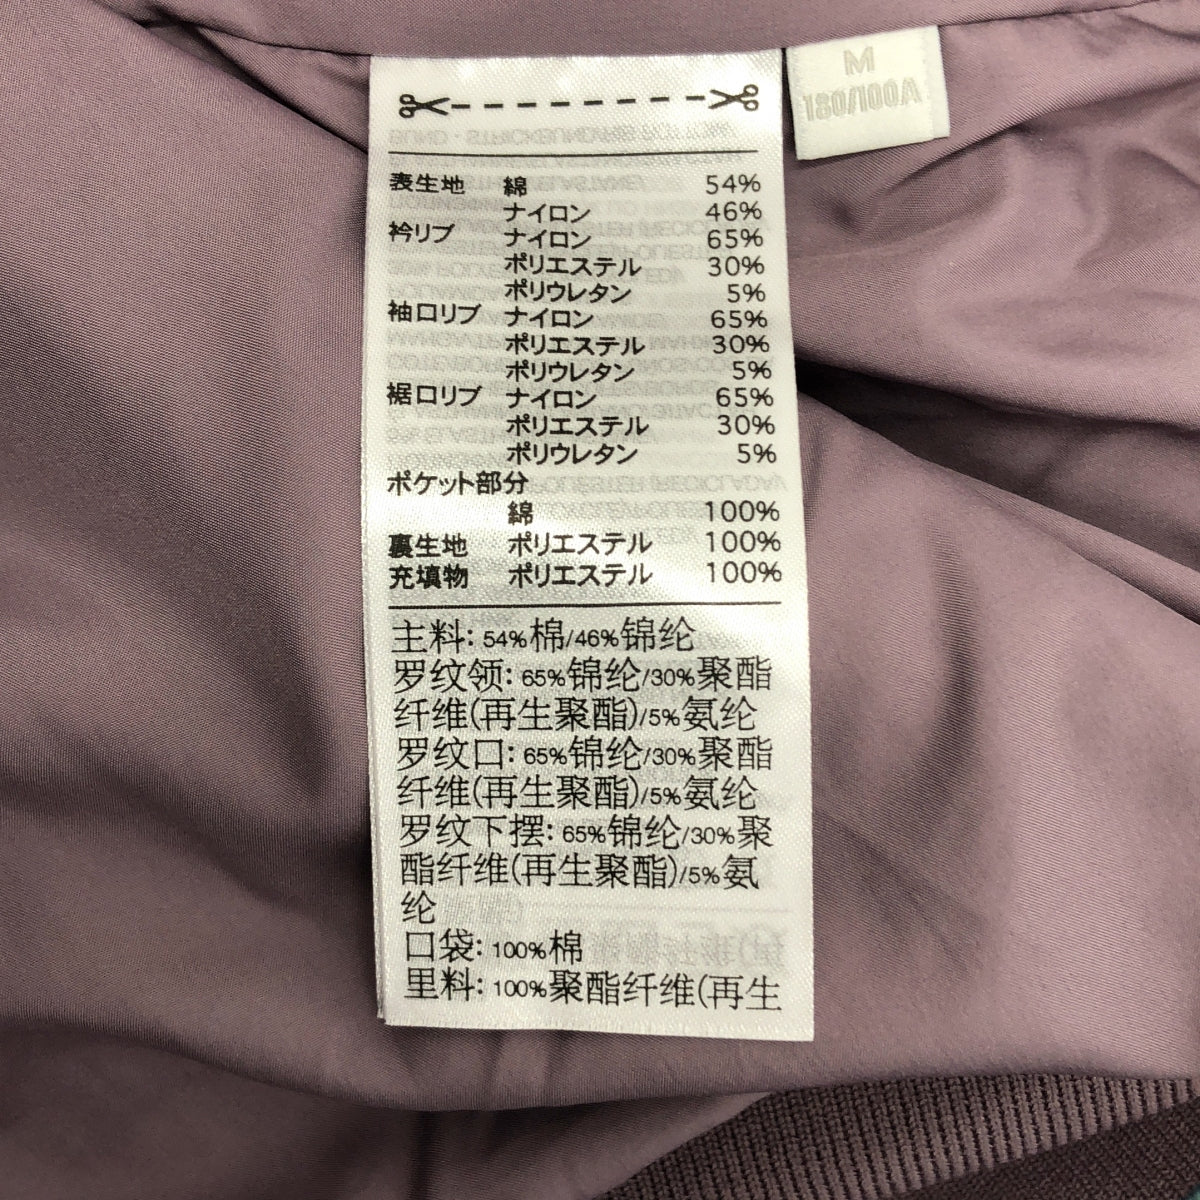 M
180/100A
表生地 綿 54%
ナイロン 46%
衿リブ ナイロン 65%
ポリエステル 30%
ポリウレタン 5%
袖口リブ ナイロン 65%
ポリエステル 30%
ポリウレタン 5%
裾口リブ ナイロン 65%
ポリエステル 30%
ポリウレタン 5%
ポケット部分
綿 100%
裏生地 ポリエステル 100%
充填物 ポリエステル 100%
主料: 54%棉/46%锦纶
罗纹领: 65%锦纶/30%聚酯
纤维(再生聚酯)/5%氨纶
罗纹口: 65%锦纶/30%聚酯
纤维(再生聚酯)/5%氨纶
罗纹下摆: 65%锦纶/30%聚
酯纤维(再生聚酯)/5%氨
纶
口袋: 100%棉
里料: 100%聚酯纤维(再生